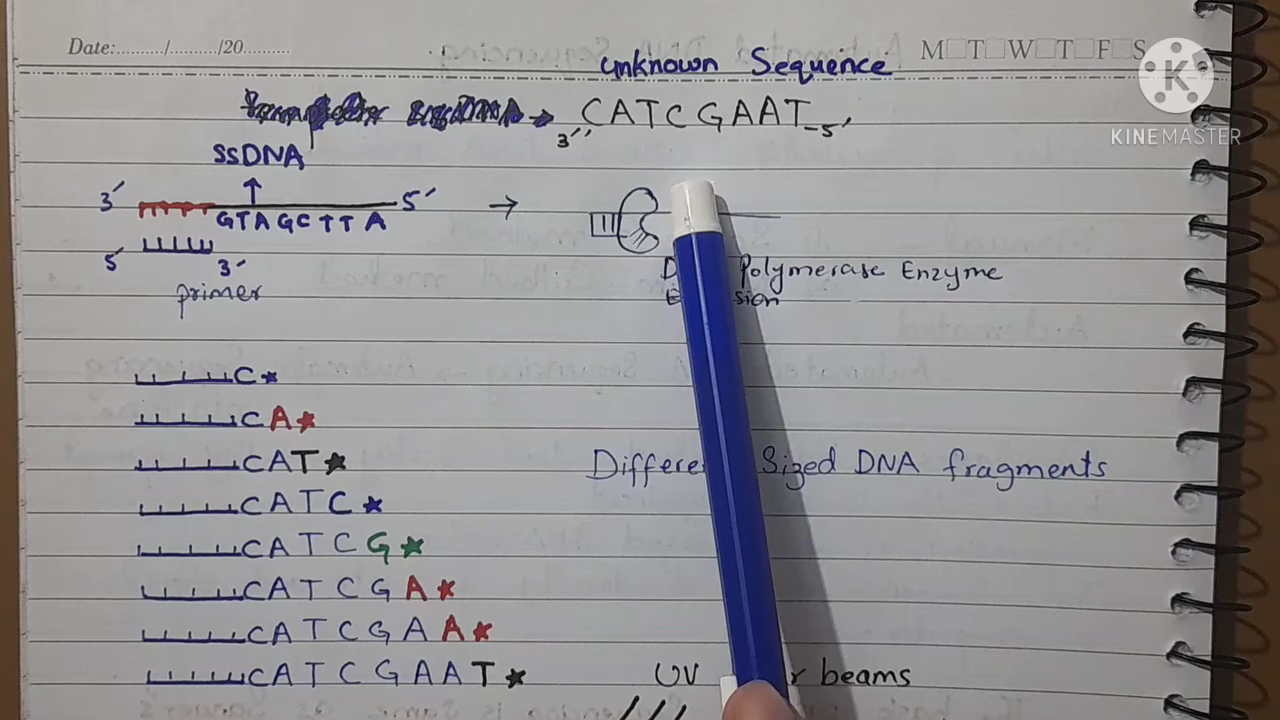 Date:........../........../20..........
M T W T F S
unknown Sequence
CATCGAAT
3'
5'
KINEMASTER
SSDNA
3'
5'
GTAGCTTA
5'
3'
primer
Polymerase Enzyme
C★
CA★
CAT★
CATC★
CATCG★
CATCGA★
CATCGAA★
CATCGAAT★
Sized DNA fragments
UV beams